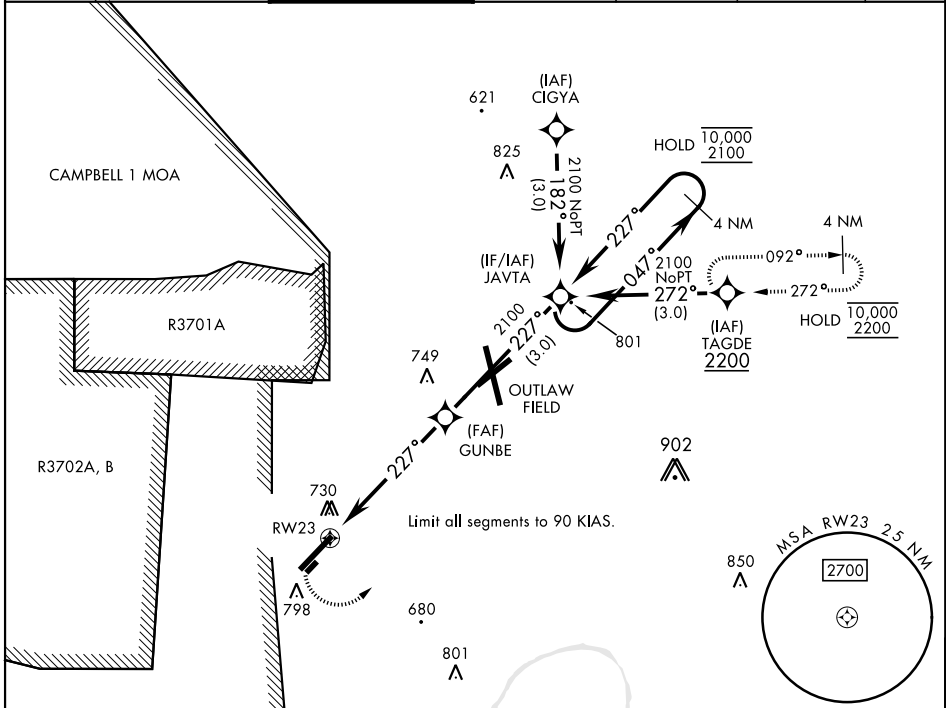 (IAF)
CIGYA
621
825
HOLD 10,000
2100
CAMPBELL 1 MOA
2100 NoPT
182°
(3.0)
227°
4 NM
4 NM
047°
092°
(IF/IAF)
JAVTA
2100
NoPT
272°
(3.0)
272°
HOLD 10,000
2200
R3701A
2100
227°
(3.0)
801
(IAF)
TAGDE
2200
749
OUTLAW
FIELD
(FAF)
GUNBE
R3702A, B
227°
902
730
RW23
Limit all segments to 90 KIAS.
MSA RW23 25 NM
2700
850
798
680
801